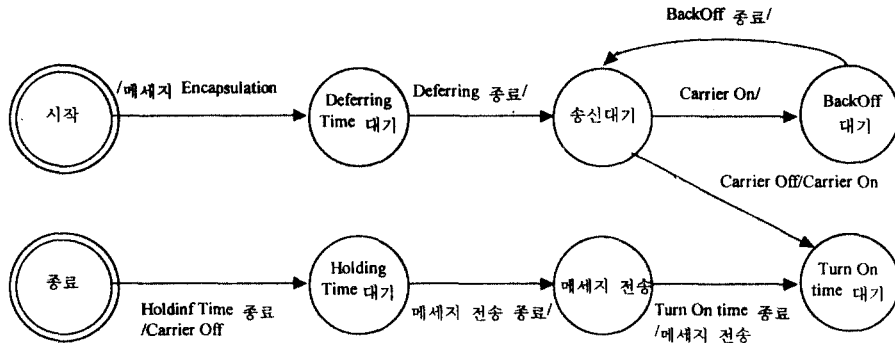 BackOff 종료/
/메세지 Encapsulation
시작
Deferring
Time 대기
Deferring 종료/
송신대기
Carrier On/
BackOff
대기
Carrier Off/Carrier On
종료
Holdinf Time 종료
/Carrier Off
Holding
Time 대기
메세지 전송 종료/
메세지 전송
Turn On time 종료
/메세지 전송
Turn On
time 대기